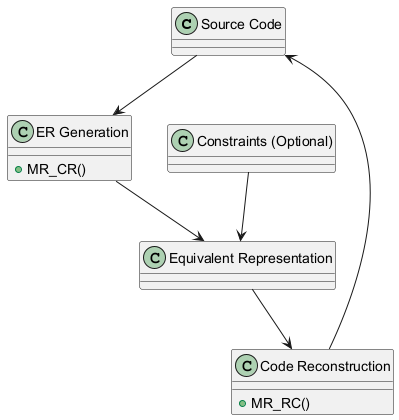 C Source Code
C ER Generation
MR_CR()
C Constraints (Optional)
C Equivalent Representation
C Code Reconstruction
MR_RC()